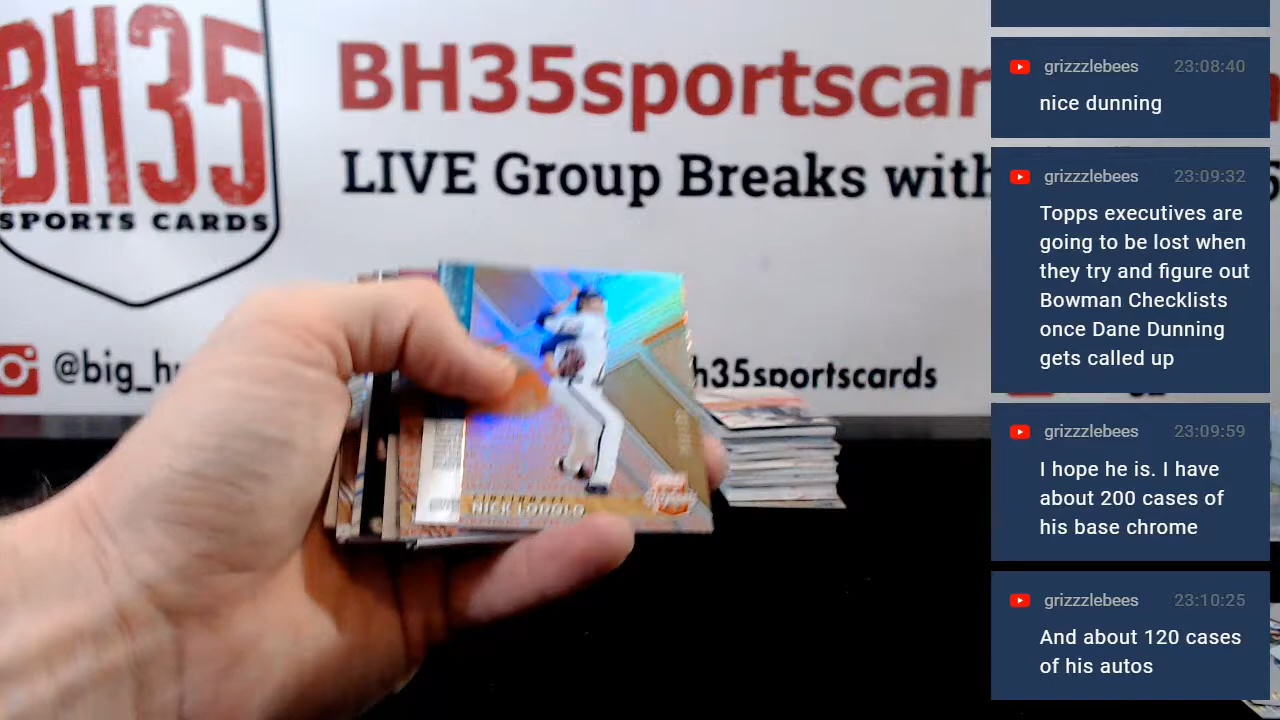 BH35
SPORTS CARDS
BH35sportscar
LIVE Group Breaks with
@big_h
h35sportscards
NICK LODOLO
grizzzlebees 23:08:40
nice dunning
grizzzlebees 23:09:32
Topps executives are
going to be lost when
they try and figure out
Bowman Checklists
once Dane Dunning
gets called up
grizzzlebees 23:09:59
I hope he is. I have
about 200 cases of
his base chrome
grizzzlebees 23:10:25
And about 120 cases
of his autos